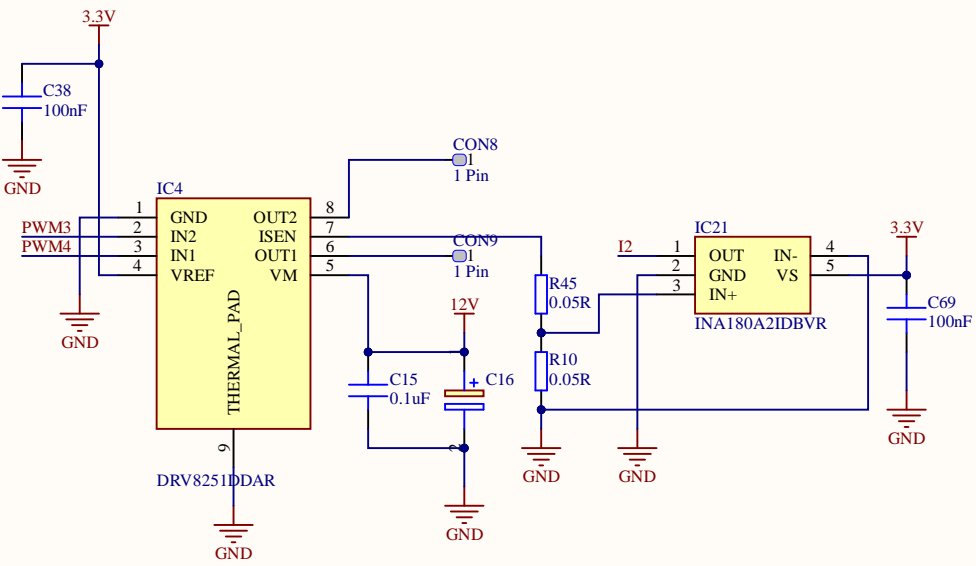 3.3V
C38
100nF
GND
CON8
1
1 Pin
IC4
1
GND
OUT2
8
PWM3
2
IN2
ISEN
7
PWM4
3
IN1
OUT1
6
4
VREF
VM
5
THERMAL_PAD
9
DRV8251DDAR
GND
GND
CON9
1
1 Pin
12V
C15
0.1uF
+
C16
2
GND
R45
0.05R
R10
0.05R
GND
GND
IC21
I2
1
OUT
IN-
4
2
GND
VS
5
3
IN+
INA180A2IDBVR
3.3V
C69
100nF
GND